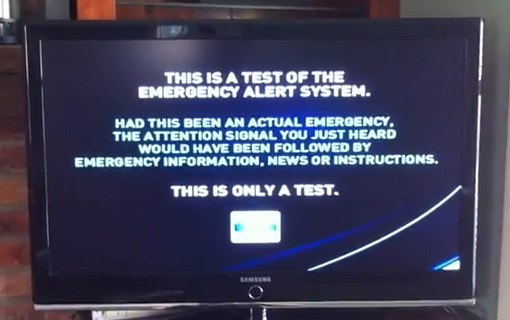 THIS IS A TEST OF THE
EMERGENCY ALERT SYSTEM.
HAD THIS BEEN AN ACTUAL EMERGENCY,
THE ATTENTION SIGNAL YOU JUST HEARD
WOULD HAVE BEEN FOLLOWED BY
EMERGENCY INFORMATION, NEWS OR INSTRUCTIONS.
THIS IS ONLY A TEST.
SAMSUNG